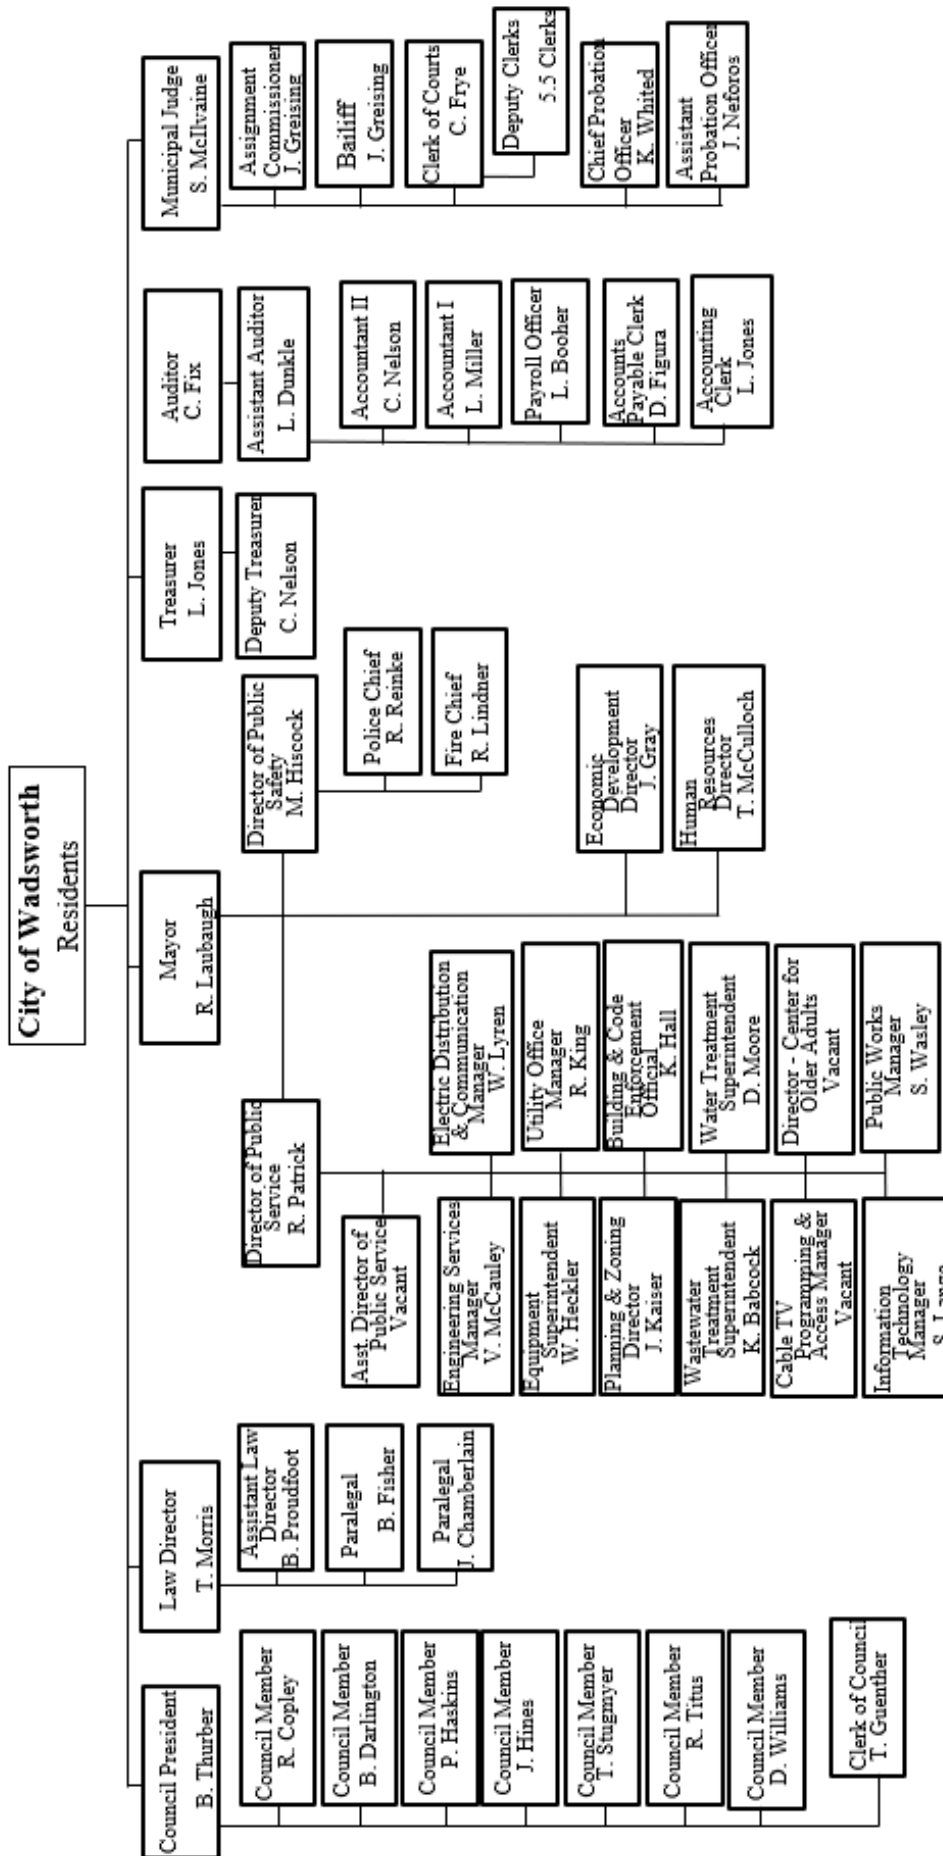 City of Wadsworth
Residents
Council President
B. Thurber
Council Member
R. Copley
Council Member
B. Darlington
Council Member
P. Haskins
Council Member
J. Hines
Council Member
T. Stugmyer
Council Member
R. Titus
Council Member
D. Williams
Clerk of Council
T. Guenther
Law Director
T. Morris
Assistant Law
Director
B. Proudfoot
Paralegal
B. Fisher
Paralegal
J. Chamberlain
Mayor
R. Laubaugh
Director of Public
Service
R. Patrick
Asst. Director of
Public Service
Vacant
Engineering Services
Manager
V. McCauley
Electric Distribution
& Communication
Manager
W. Lyren
Equipment
Superintendent
W. Heckler
Utility Office
Manager
R. King
Planning & Zoning
Director
J. Kaiser
Building & Code
Enforcement
Official
K. Hall
Wastewater
Treatment
Superintendent
K. Babcock
Water Treatment
Superintendent
D. Moore
Cable TV
Programming &
Access Manager
Vacant
Director - Center for
Older Adults
Vacant
Information
Technology
Manager
Public Works
Manager
S. Wasley
Director of Public
Safety
M. Hiscock
Police Chief
R. Reinke
Fire Chief
R. Lindner
Economic
Development
Director
J. Gray
Human
Resources
Director
T. McCulloch
Treasurer
L. Jones
Deputy Treasurer
C. Nelson
Auditor
C. Fix
Assistant Auditor
L. Dunkle
Accountant II
C. Nelson
Accountant I
L. Miller
Payroll Officer
L. Booher
Accounts
Payable Clerk
D. Figura
Accounting
Clerk
L. Jones
Municipal Judge
S. McIlvaine
Assignment
Commissioner
J. Greising
Bailiff
J. Greising
Clerk of Courts
C. Frye
Deputy Clerks
5.5 Clerks
Chief Probation
Officer
K. Whited
Assistant
Probation Officer
J. Neforos